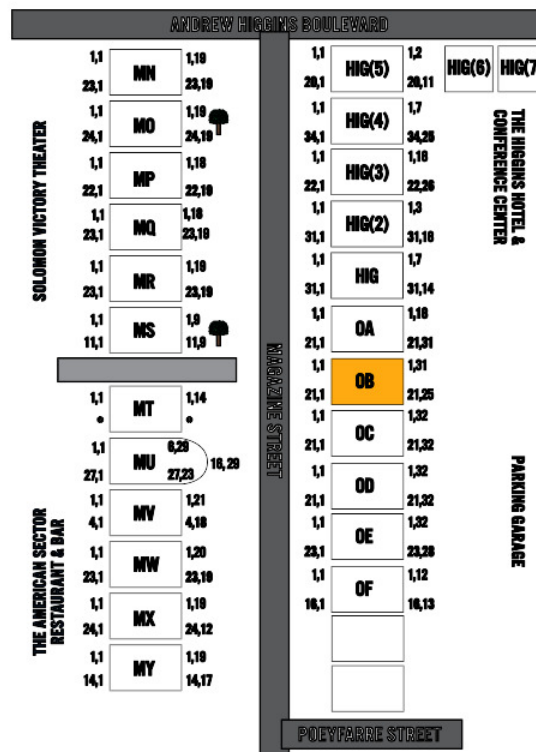 ANDREW HIGGINS BOULEVARD
1,1 MN 1,19
23,1 23,19
1,1 MO 1,19
24,1 24,19
1,1 MP 1,18
22,1 22,19
1,1 MQ 1,18
23,1 23,19
1,1 MR 1,19
23,1 23,19
1,1 MS 1,9
11,1 11,9
1,1 MT 1,14
* *
1,1 MU 6,29
27,1 27,23
16,29
1,1 MV 1,21
4,1 4,18
1,1 MW 1,20
23,1 23,19
1,1 MX 1,19
24,1 24,12
1,1 MY 1,19
14,1 14,17
SOLOMON VICTORY THEATER
THE AMERICAN SECTOR
RESTAURANT & BAR
MAGAZINE STREET
1,1 HIG(5) 1,2
20,11
HIG(6) HIG(7
1,1 HIG(4) 1,7
34,1 34,25
1,1 HIG(3) 1,16
22,1 22,26
1,1 HIG(2) 1,3
31,1 31,16
1,1 HIG 1,7
31,1 31,14
1,1 OA 1,18
21,1 21,31
1,1 OB 1,31
21,1 21,25
1,1 OC 1,32
21,1 21,32
1,1 OD 1,32
21,1 21,32
1,1 OE 1,32
23,1 23,28
1,1 OF 1,12
16,1 16,13
THE HIGGINS HOTEL &
CONFERENCE CENTER
PARKING GARAGE
POEYFARRE STREET